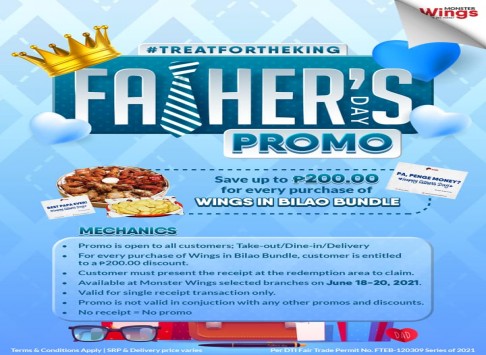 MONSTER
Wings
#TREATFORTHEKING
FATHER'S
DAY
PROMO
Save up to ₱200.00
for every purchase of
WINGS IN BILAO BUNDLE
BEST PAPA EVER!
PA, PENGE MONEY?
MECHANICS
• Promo is open to all customers; Take-out/Dine-in/Delivery
• For every purchase of Wings in Bilao Bundle, customer is entitled
to a ₱200.00 discount.
• Customer must present the receipt at the redemption area to claim.
• Available at Monster Wings selected branches on June 18-20, 2021.
• Valid for single receipt transaction only.
• Promo is not valid in conjuction with any other promos and discounts.
• No receipt = No promo
Terms & Conditions Apply | SRP & Delivery price varies
Per DTI Fair Trade Permit No. FTEB-120309 Series of 2021